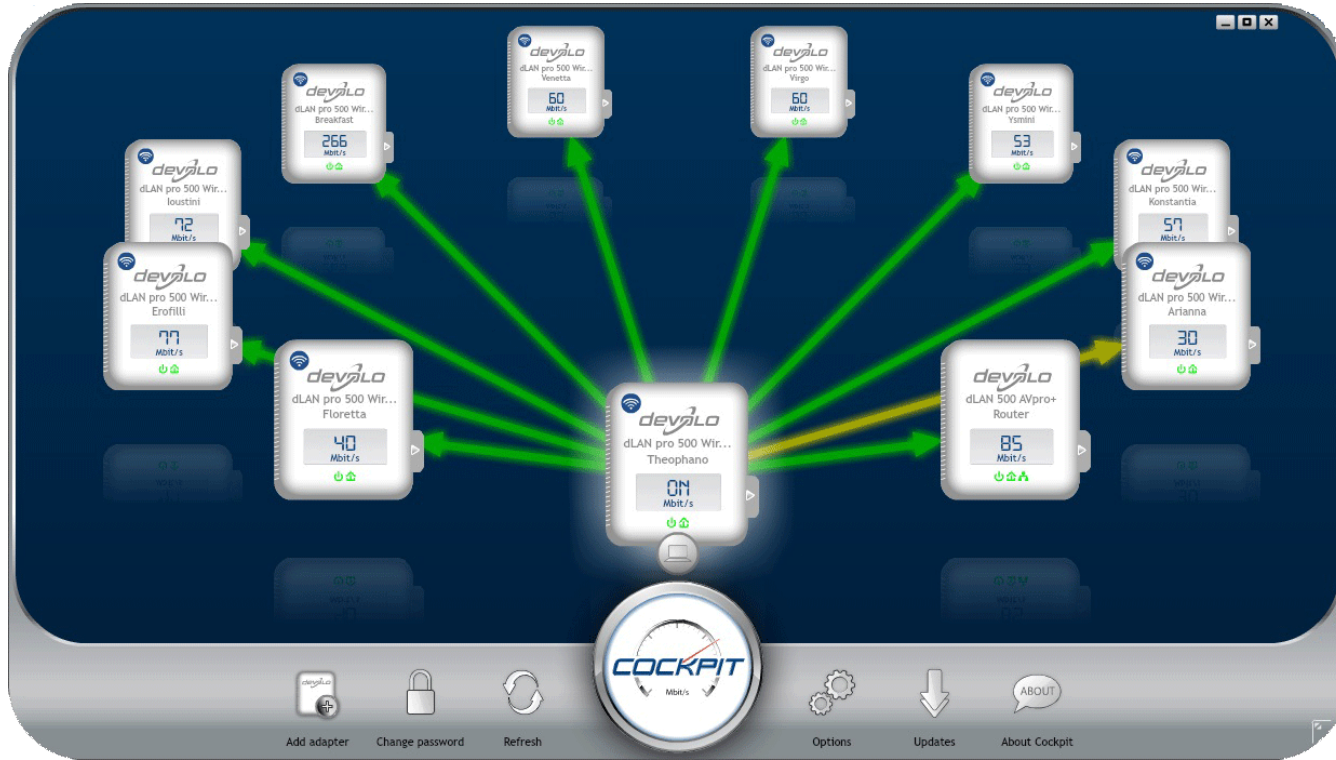 devolo
dLAN pro 500 Wir...
Venetta
60
Mbit/s
devolo
dLAN pro 500 Wir...
Virgo
60
Mbit/s
devolo
dLAN pro 500 Wir...
Breakfast
266
Mbit/s
devolo
dLAN pro 500 Wir...
Ysmini
53
Mbit/s
devolo
dLAN pro 500 Wir...
Ioustini
72
Mbit/s
devolo
dLAN pro 500 Wir...
Konstantia
57
Mbit/s
devolo
dLAN pro 500 Wir...
Erofilli
77
Mbit/s
devolo
dLAN pro 500 Wir...
Arianna
30
Mbit/s
devolo
dLAN pro 500 Wir...
Floretta
40
Mbit/s
devolo
dLAN pro 500 Wir...
Theophano
ON
Mbit/s
devolo
dLAN 500 AVpro+
Router
85
Mbit/s
COCKPIT
Mbit/s
devolo
ABOUT
Add adapter
Change password
Refresh
Options
Updates
About Cockpit